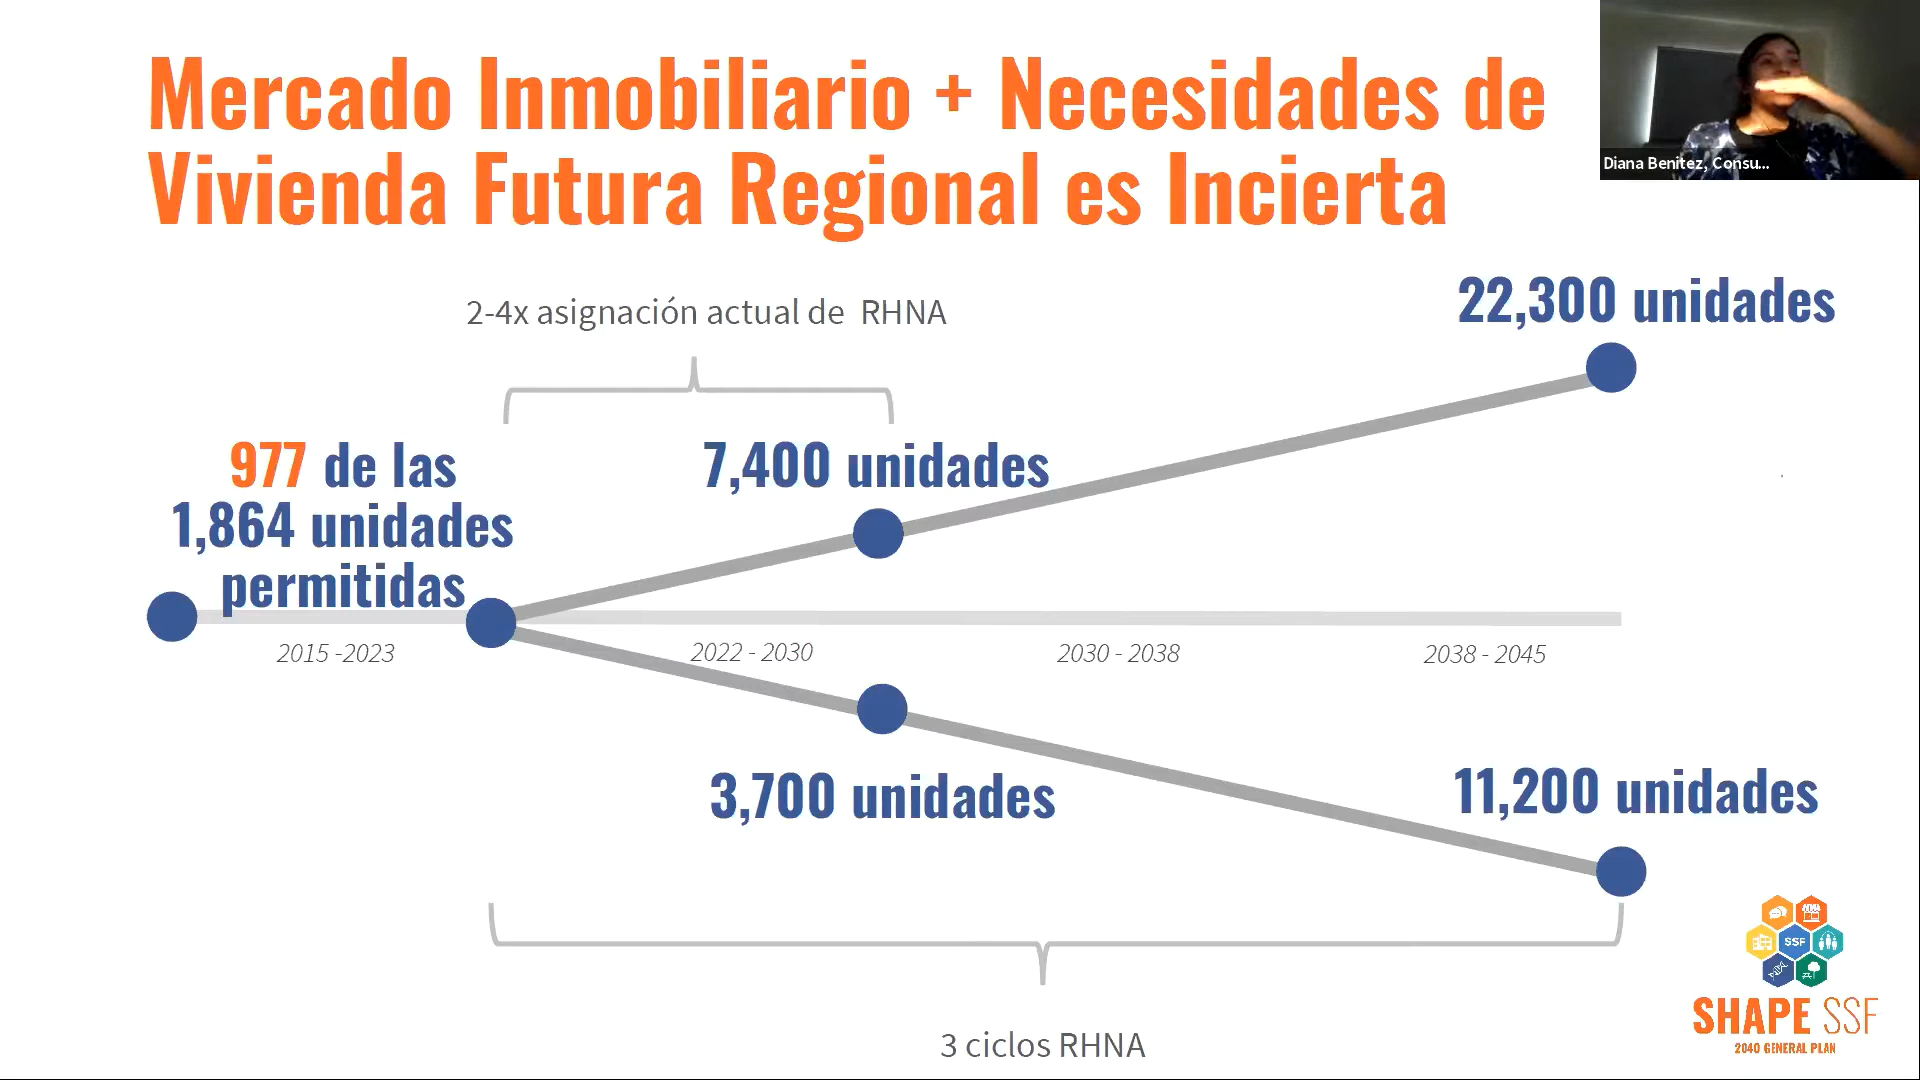 Mercado Inmobiliario + Necesidades de
Vivienda Futura Regional es Incierta
Diana Benitez, Consu...
2-4x asignación actual de RHNA
22,300 unidades
977 de las
1,864 unidades
permitidas
7,400 unidades
2015 -2023
2022 - 2030
2030 - 2038
2038 - 2045
3,700 unidades
11,200 unidades
3 ciclos RHNA
SSF
SHAPE SSF
2040 GENERAL PLAN